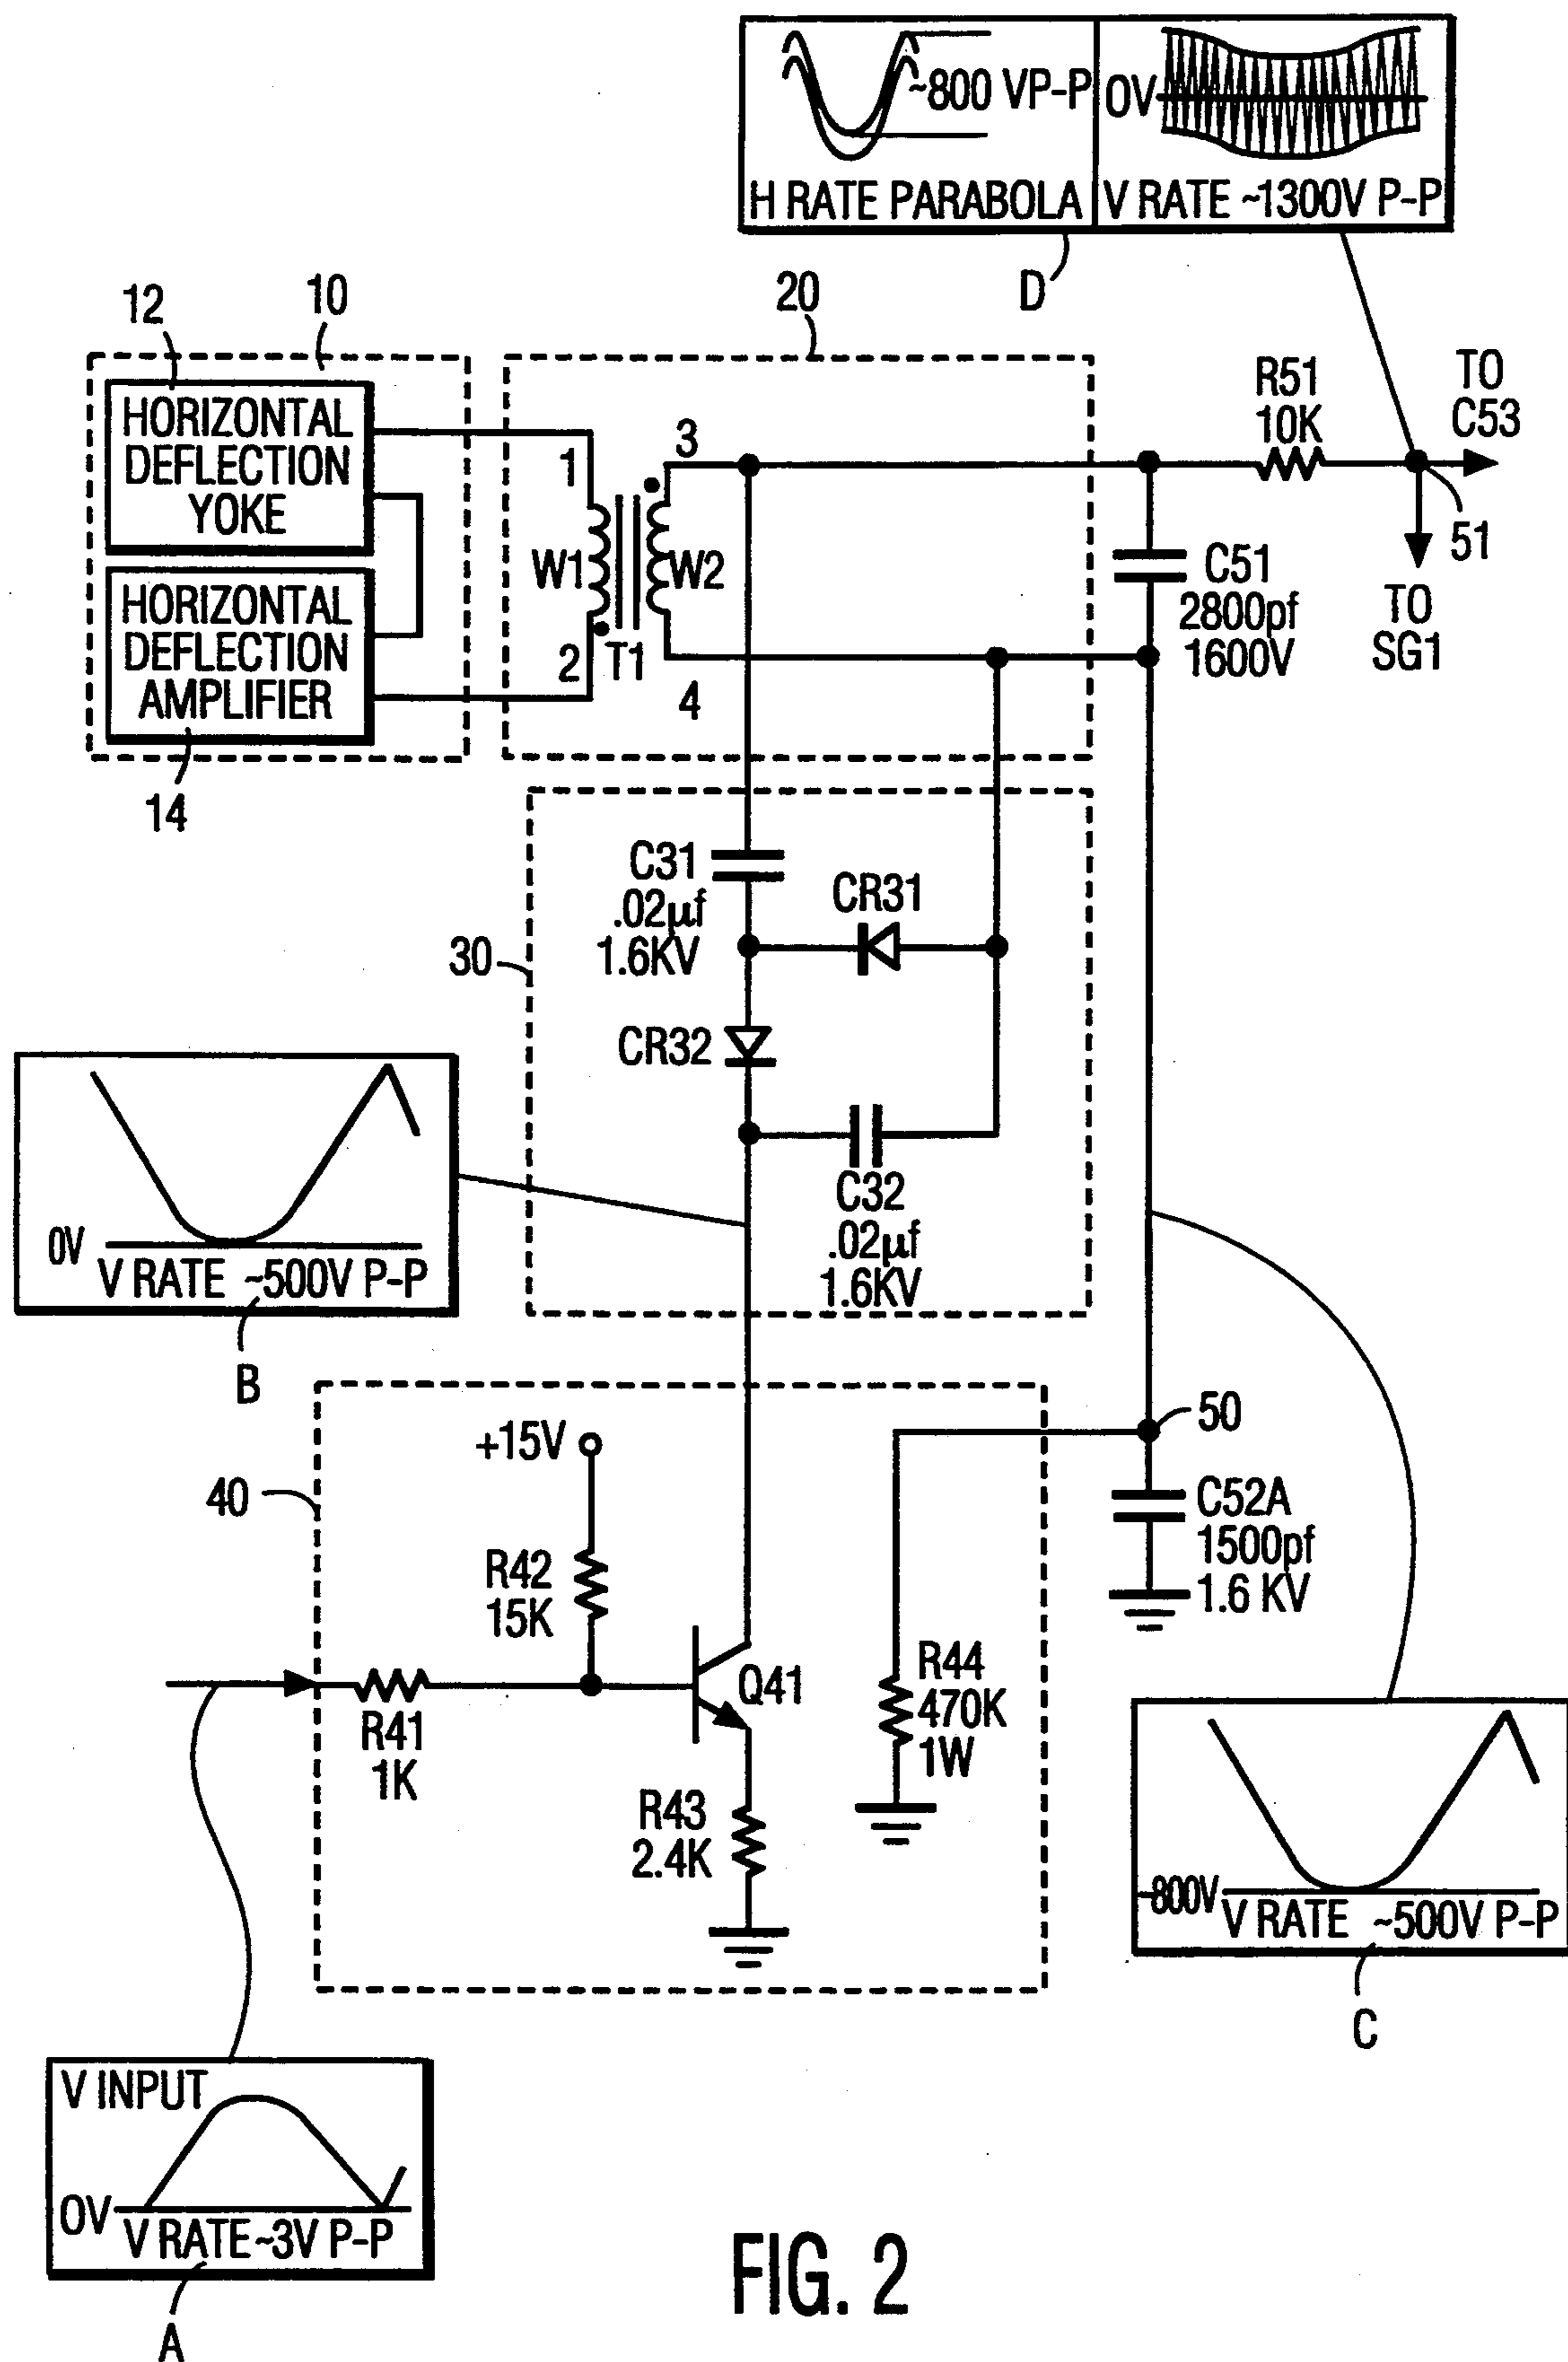 ~800 VP-P
0V
H RATE PARABOLA
V RATE ~1300V P-P
D
12
10
20
HORIZONTAL
DEFLECTION
YOKE
HORIZONTAL
DEFLECTION
AMPLIFIER
14
1
2
W1
T1
W2
3
4
R51
10K
TO
C53
51
TO
SG1
C51
2800pf
1600V
30
C31
.02µf
1.6KV
CR31
CR32
C32
.02µf
1.6KV
0V
V RATE ~500V P-P
B
40
+15V
R42
15K
R41
1K
Q41
R43
2.4K
R44
470K
1W
50
C52A
1500pf
1.6 KV
-800V
V RATE ~500V P-P
C
V INPUT
0V
V RATE ~3V P-P
A
FIG. 2